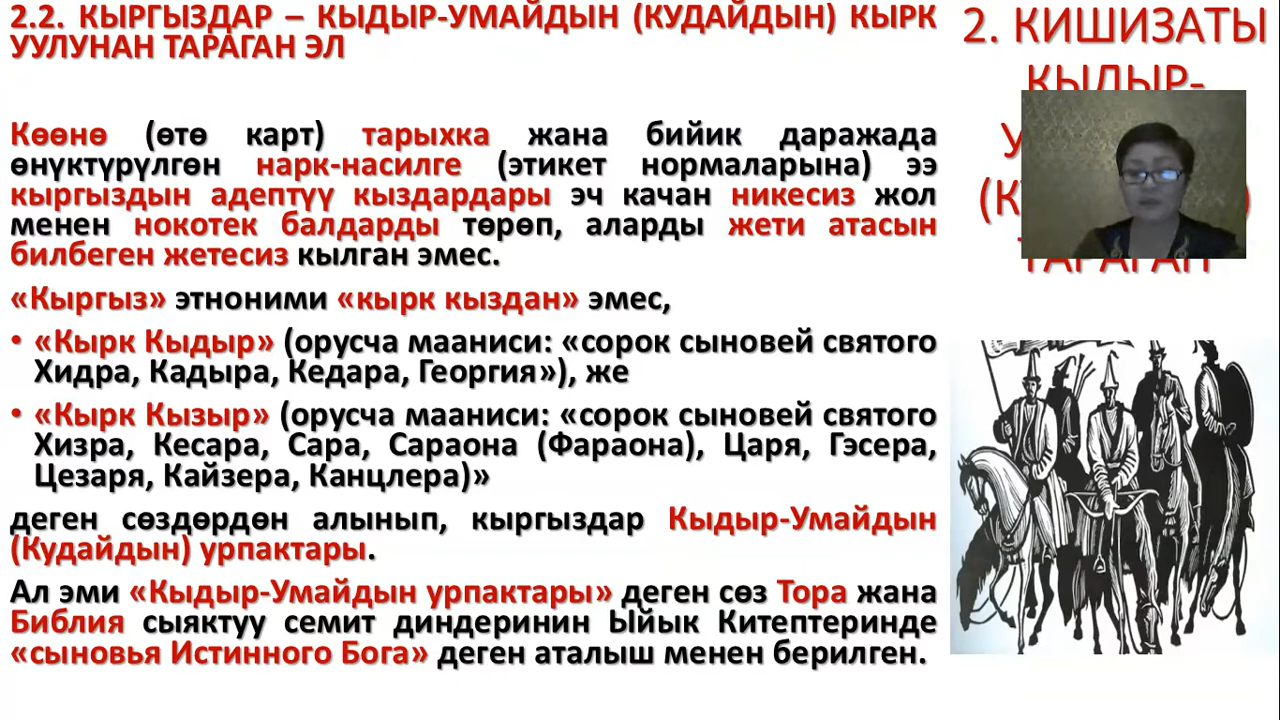 2.2. КЫРГЫЗДАР – КЫДЫР-УМАЙДЫН (КУДАЙДЫН) КЫРК
УУЛУНАН ТАРАГАН ЭЛ
Көөнө (өтө карт) тарыхка жана бийик даражада
өнүктүрүлгөн нарк-насилге (этикет нормаларына) ээ
кыргыздын адептүү кыздардары эч качан никесиз жол
менен нокотек балдарды төрөп, аларды жети атасын
билбеген жетесиз кылган эмес.
«Кыргыз» этноними «кырк кыздан» эмес,
• «Кырк Кыдыр» (орусча мааниси: «сорок сыновей святого
Хидра, Кадыра, Кедара, Георгия»), же
• «Кырк Кызыр» (орусча мааниси: «сорок сыновей святого
Хизра, Кесара, Сара, Сараона (Фараона), Царя, Гэсера,
Цезаря, Кайзера, Канцлера)»
деген сөздөрдөн алынып, кыргыздар Кыдыр-Умайдын
(Кудайдын) урпактары.
Ал эми «Кыдыр-Умайдын урпактары» деген сөз Тора жана
Библия сыяктуу семит диндеринин Ыйык Китептеринде
«сыновья Истинного Бога» деген аталыш менен берилген.
2. КИШИЗАТЫ
КЫДЫР-
ТАРАГАН